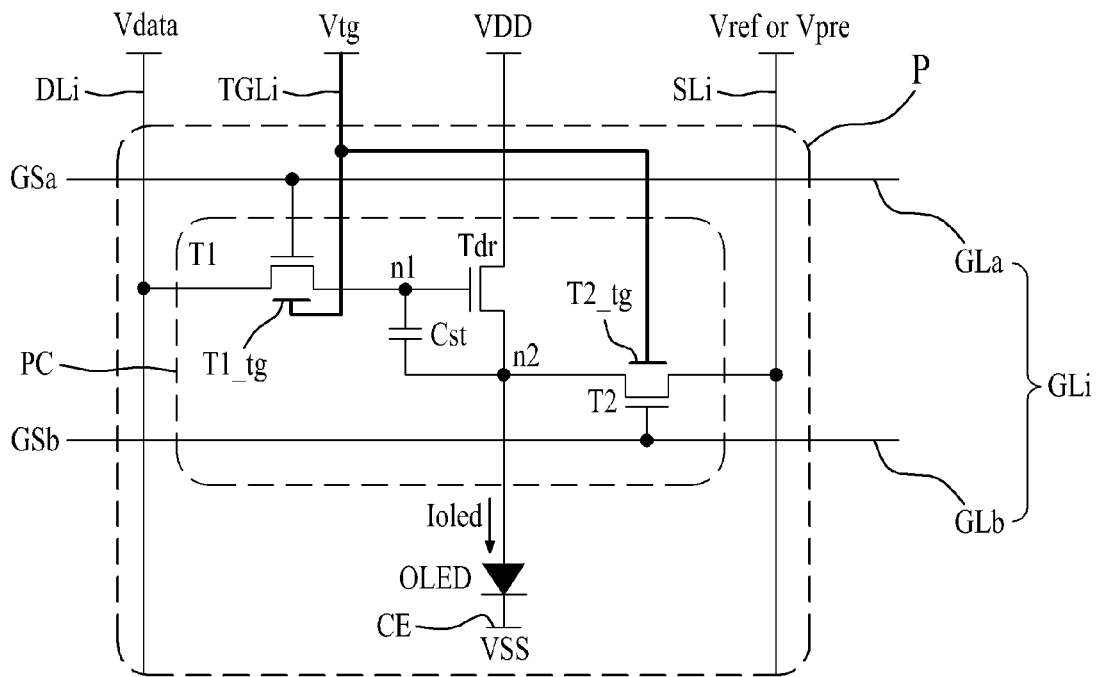 Vdata
Vtg
VDD
Vref or Vpre
DLi
TGLi
SLi
P
GSa
T1
Tdr
n1
GLa
T2_tg
Cst
PC
T1_tg
n2
T2
GLi
GSb
GLb
Ioled
OLED
CE
VSS